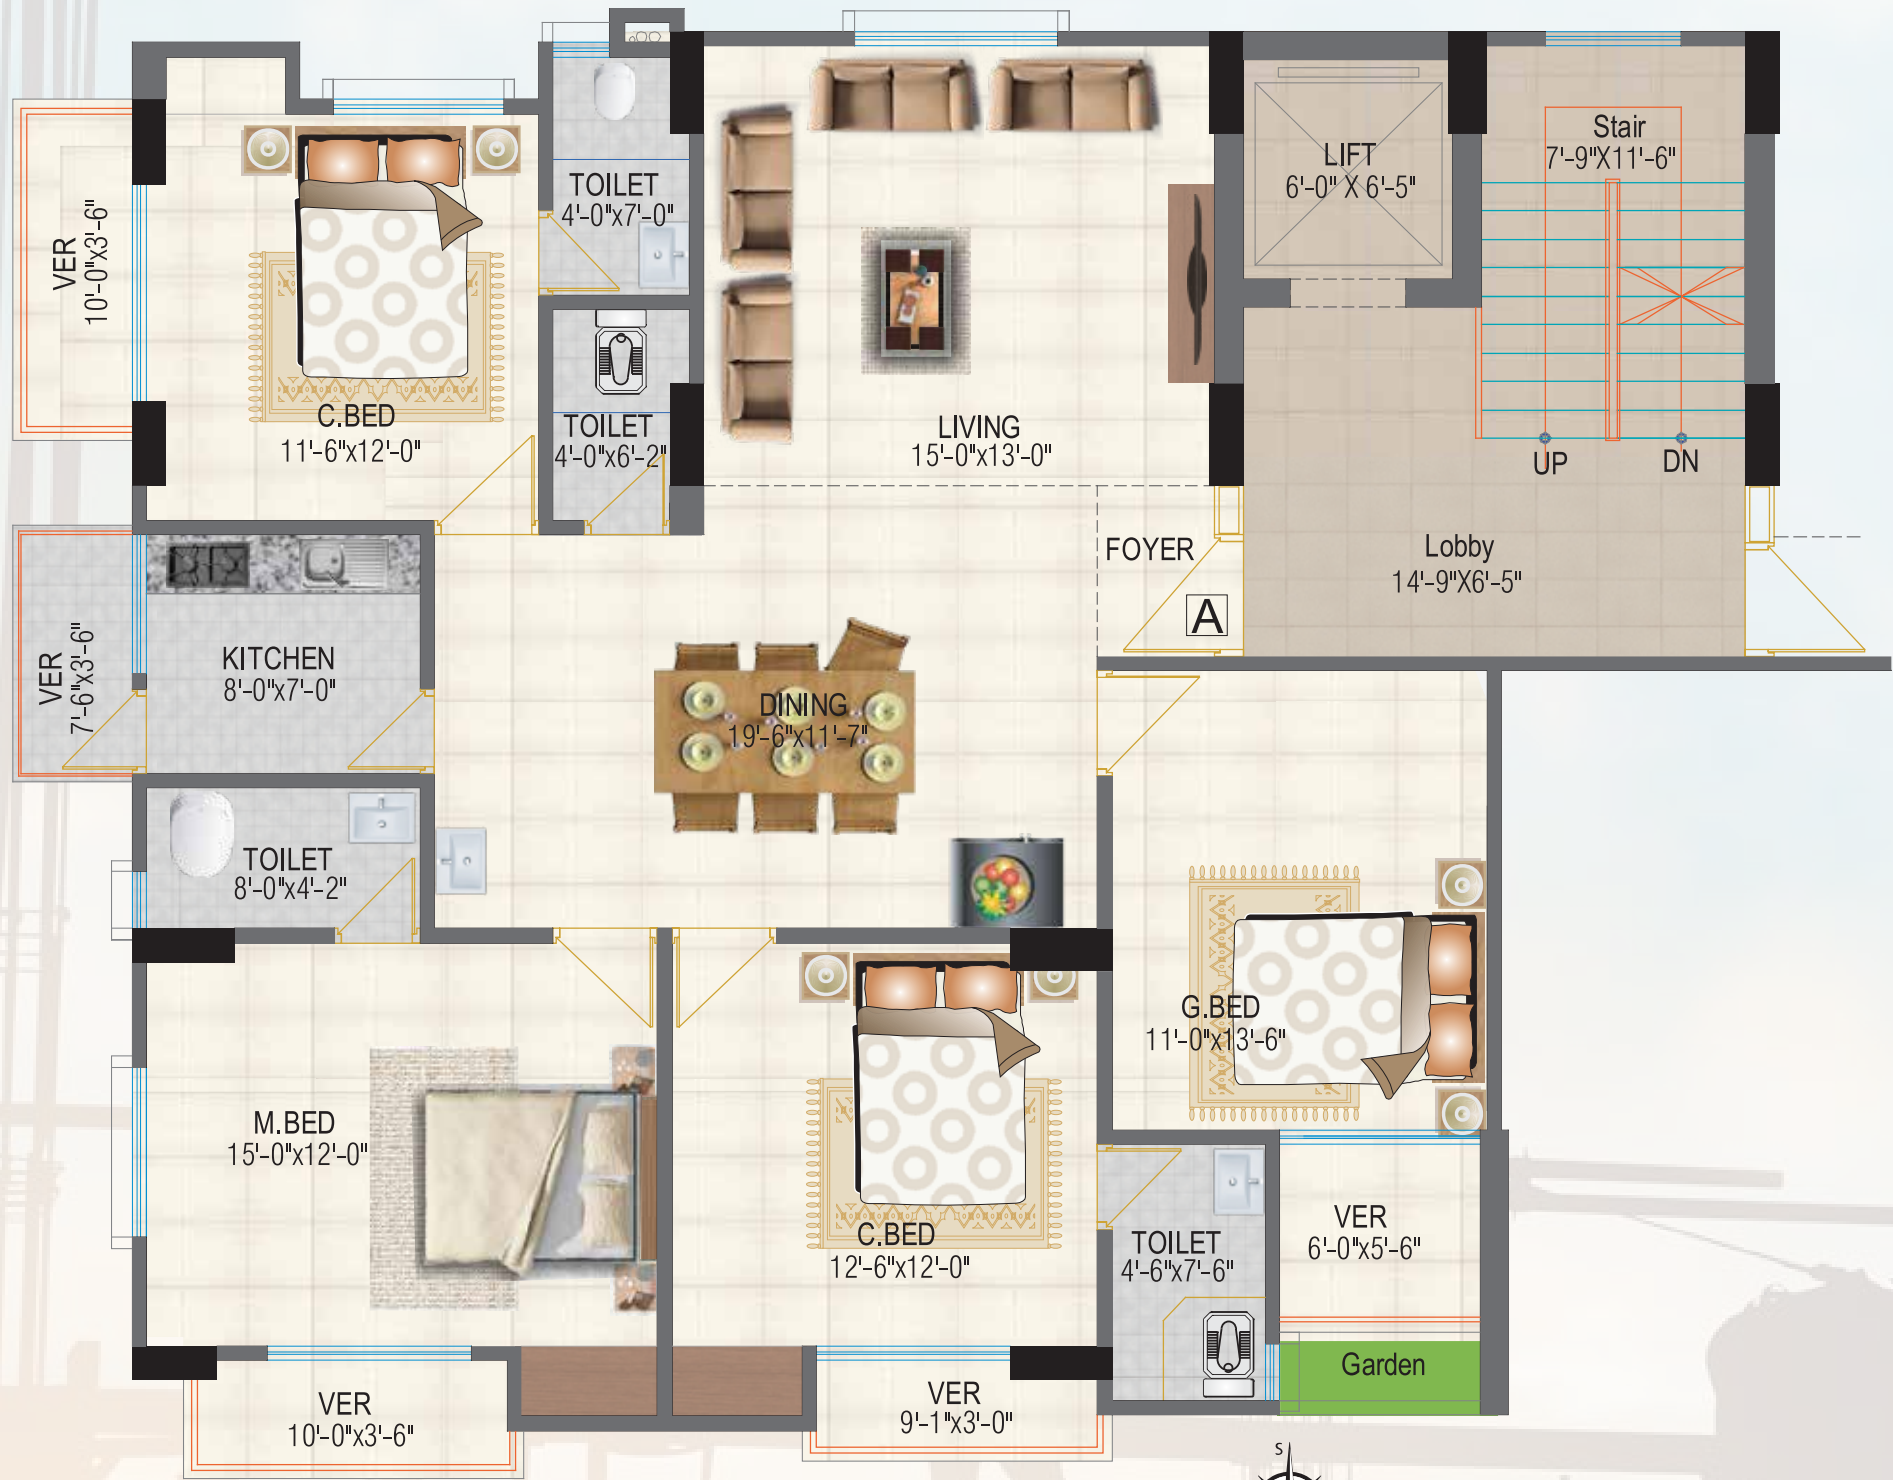 Stair
7'-9"X11'-6"
LIFT
6'-0" X 6'-5"
TOILET
4'-0"x7'-0"
VER
10'-0"x3'-6"
C.BED
11'-6"x12'-0"
TOILET
4'-0"x6'-2"
LIVING
15'-0"x13'-0"
UP
DN
FOYER
Lobby
14'-9"X6'-5"
A
KITCHEN
8'-0"x7'-0"
VER
7'-6"x3'-6"
DINING
19'-6"x11'-7"
TOILET
8'-0"x4'-2"
G.BED
11'-0"x13'-6"
M.BED
15'-0"x12'-0"
C.BED
12'-6"x12'-0"
TOILET
4'-6"x7'-6"
VER
6'-0"x5'-6"
Garden
VER
10'-0"x3'-6"
VER
9'-1"x3'-0"
S